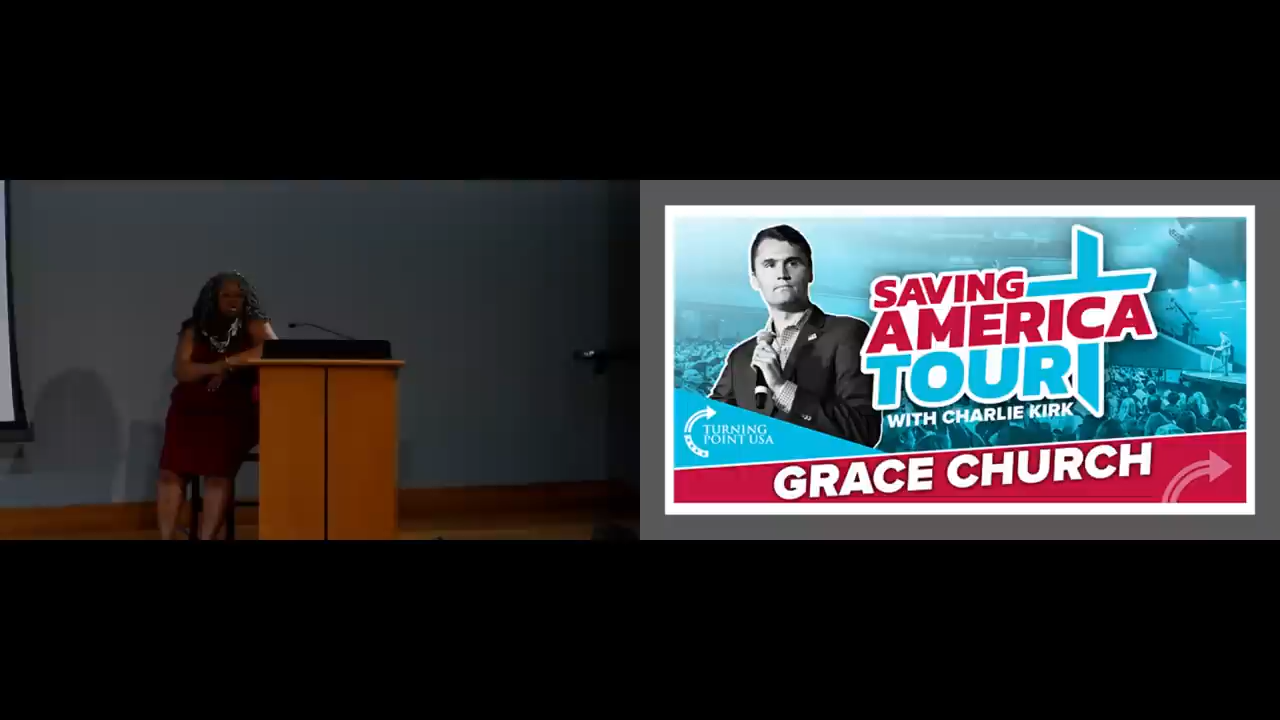 SAVING
AMERICA
TOUR
WITH CHARLIE KIRK
TURNING
POINT USA
GRACE CHURCH